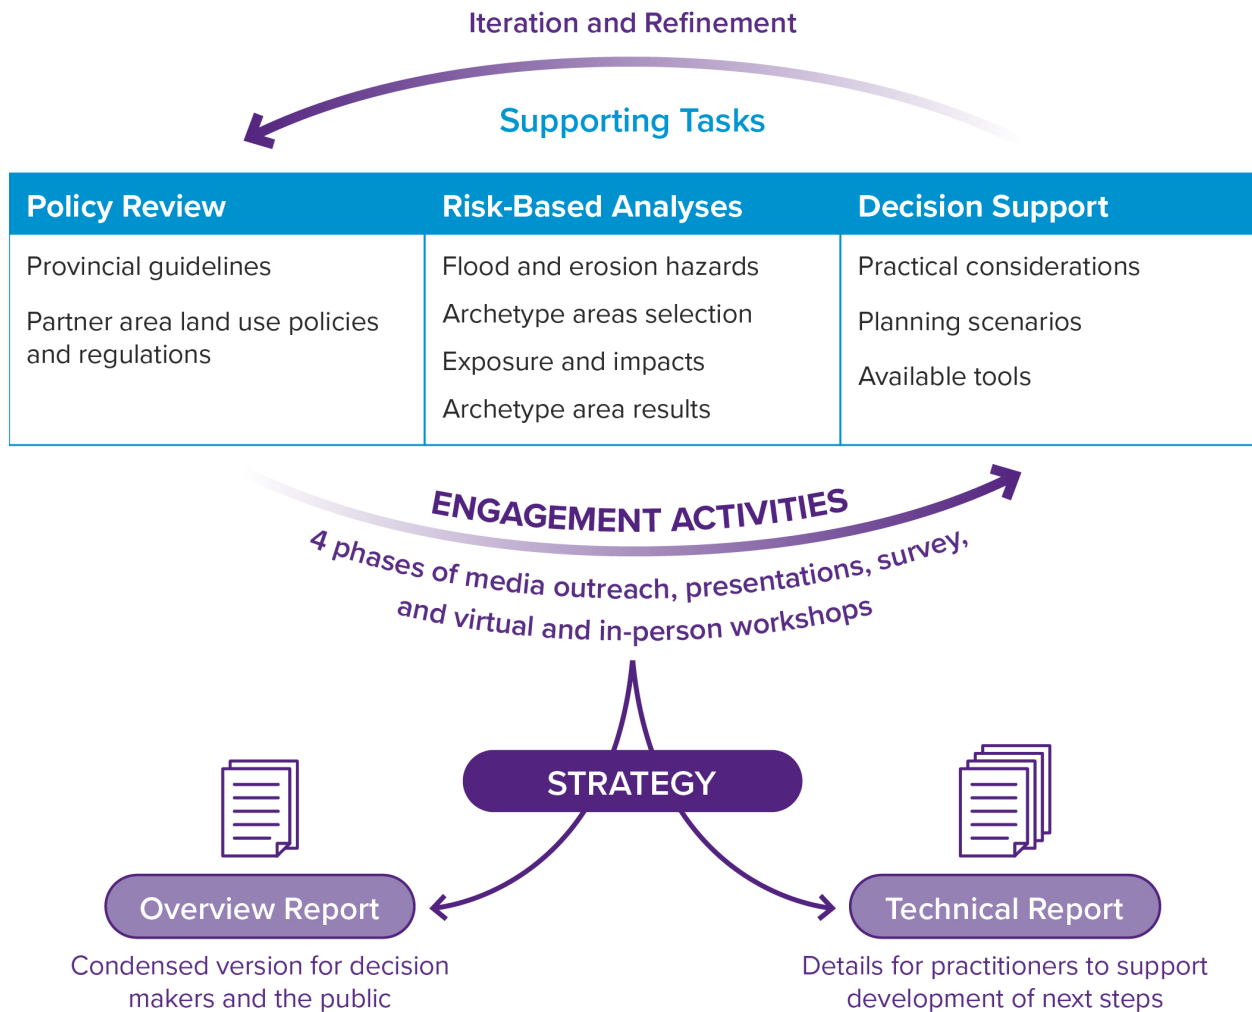 Iteration and Refinement
Supporting Tasks
Policy Review
Provincial guidelines
Partner area land use policies
and regulations
Risk-Based Analyses
Flood and erosion hazards
Archetype areas selection
Exposure and impacts
Archetype area results
Decision Support
Practical considerations
Planning scenarios
Available tools
ENGAGEMENT ACTIVITIES
4 phases of media outreach, presentations, survey,
and virtual and in-person workshops
STRATEGY
Overview Report
Condensed version for decision
makers and the public
Technical Report
Details for practitioners to support
development of next steps